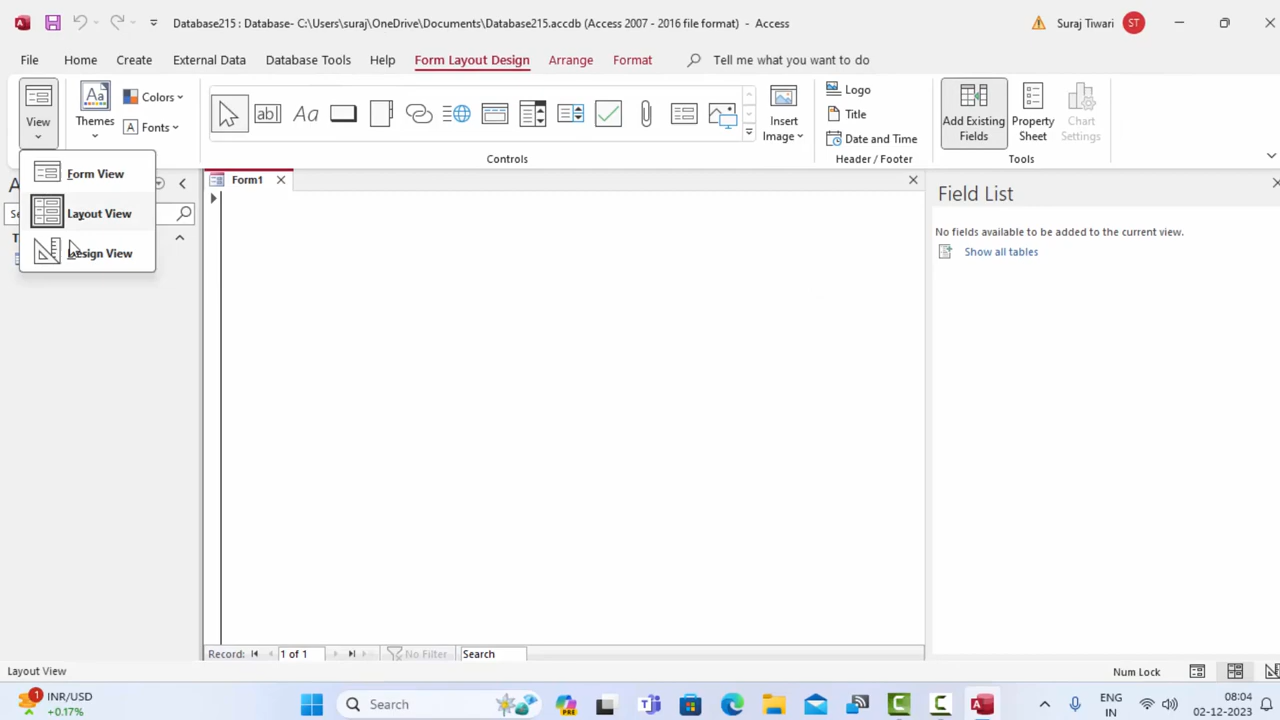 Database215 : Database- C:\Users\suraj\OneDrive\Documents\Database215.accdb (Access 2007 - 2016 file format) - Access
Suraj Tiwari
ST
File
Home
Create
External Data
Database Tools
Help
Form Layout Design
Arrange
Format
Tell me what you want to do
View
Themes
Colors
Fonts
Aa
ab|
Aa
Insert
Image
Logo
Title
Date and Time
Add Existing
Fields
Property
Sheet
Chart
Settings
Controls
Header / Footer
Tools
Form View
Layout View
Design View
Form1
Field List
No fields available to be added to the current view.
Show all tables
Record:
1 of 1
No Filter
Search
Layout View
Num Lock
1
INR/USD
+0.17%
Search
PRE
ENG
IN
08:04
02-12-2023